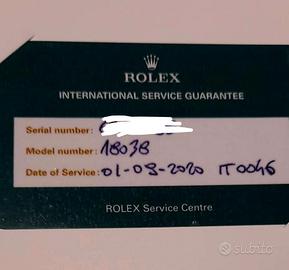 ROLEX
INTERNATIONAL SERVICE GUARANTEE
Serial number:
Model number: 18038
Date of Service: 01-09-2020 IT0046
ROLEX Service Centre
subito